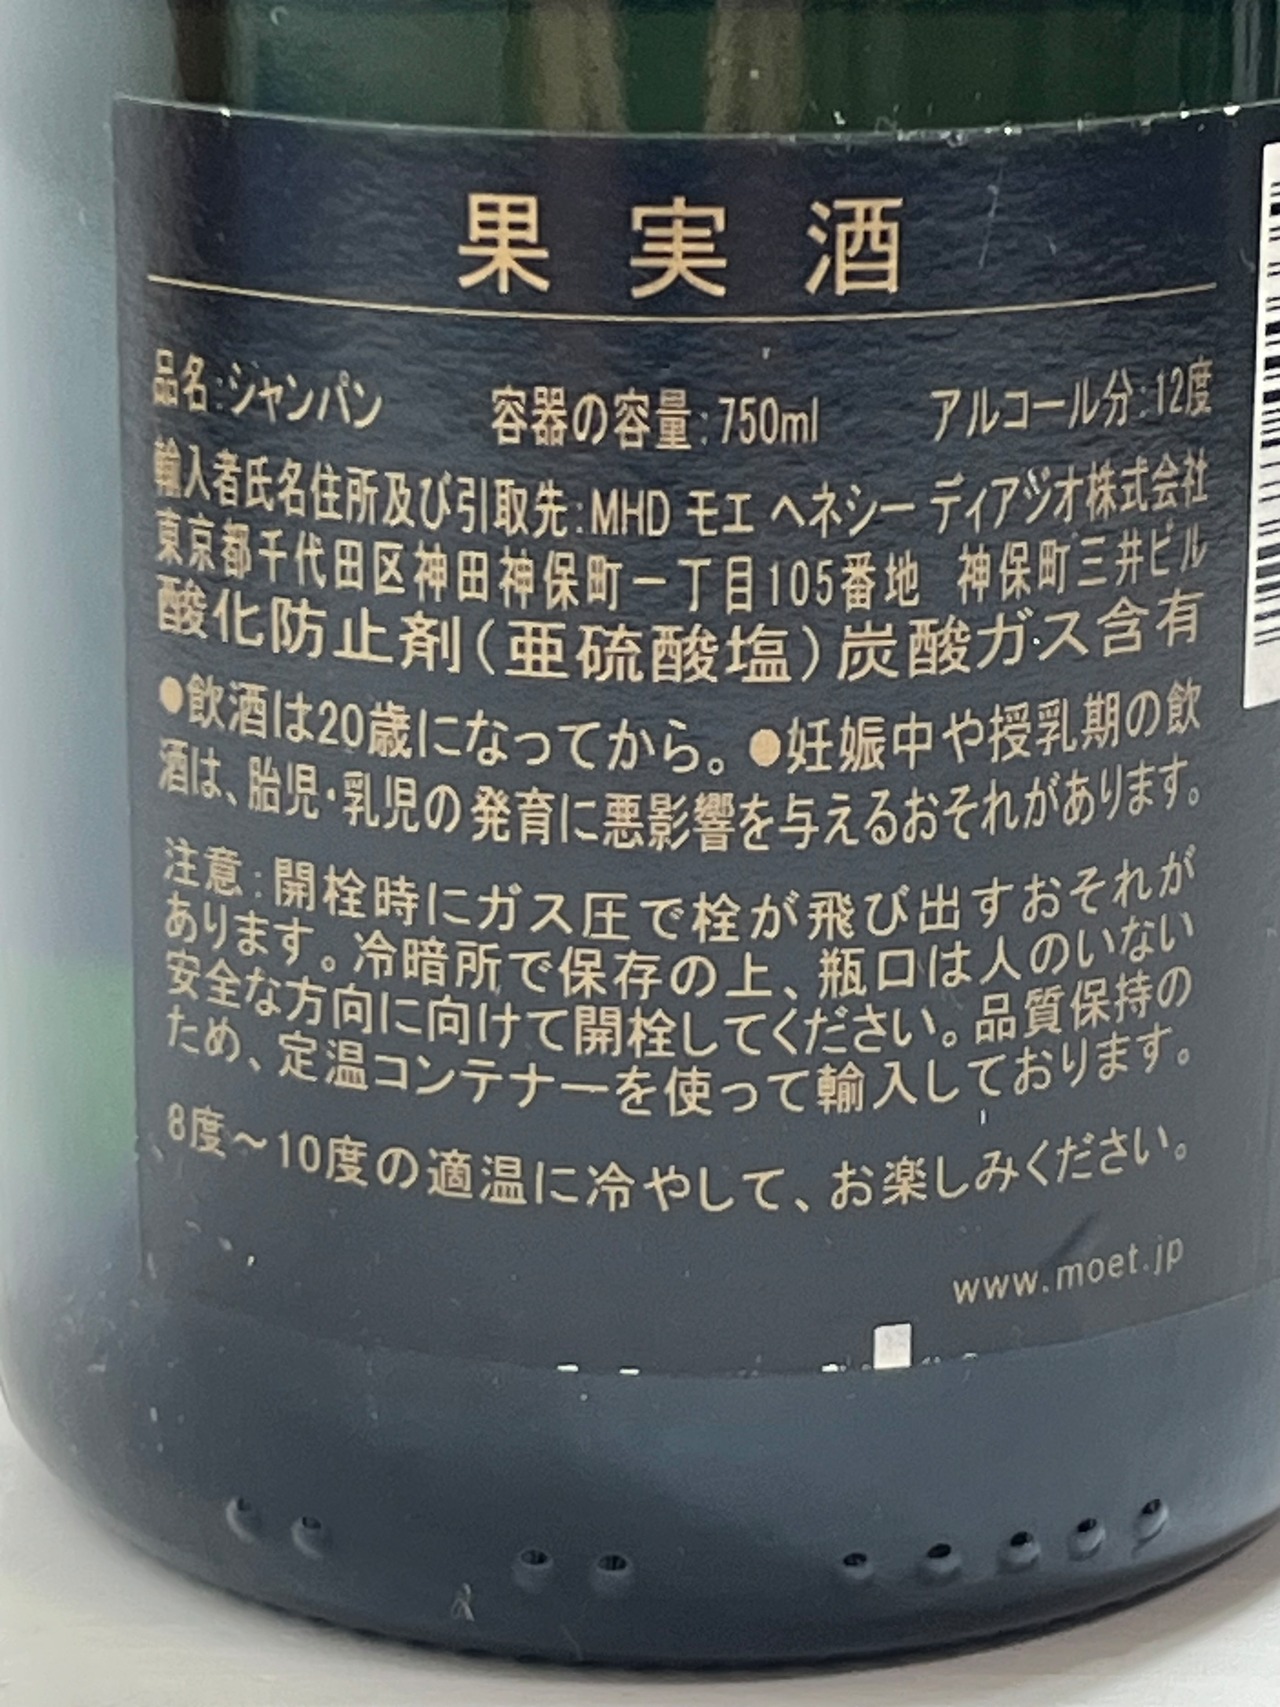 果実酒
品名:シャンパン 容器の容量:750ml アルコール分:12度
輸入者氏名住所及び引取先:MHD モエ ヘネシー ディアジオ株式会社
東京都千代田区神田神保町一丁目105番地 神保町三井ビル
酸化防止剤(亜硫酸塩)炭酸ガス含有
●飲酒は20歳になってから。●妊娠中や授乳期の飲
酒は、胎児・乳児の発育に悪影響を与えるおそれがあります。
注意:開栓時にガス圧で栓が飛び出すおそれが
あります。冷暗所で保存の上、瓶口は人のいない
安全な方向に向けて開栓してください。品質保持の
ため、定温コンテナーを使って輸入しております。
8度~10度の適温に冷やして、お楽しみください。
www.moet.jp